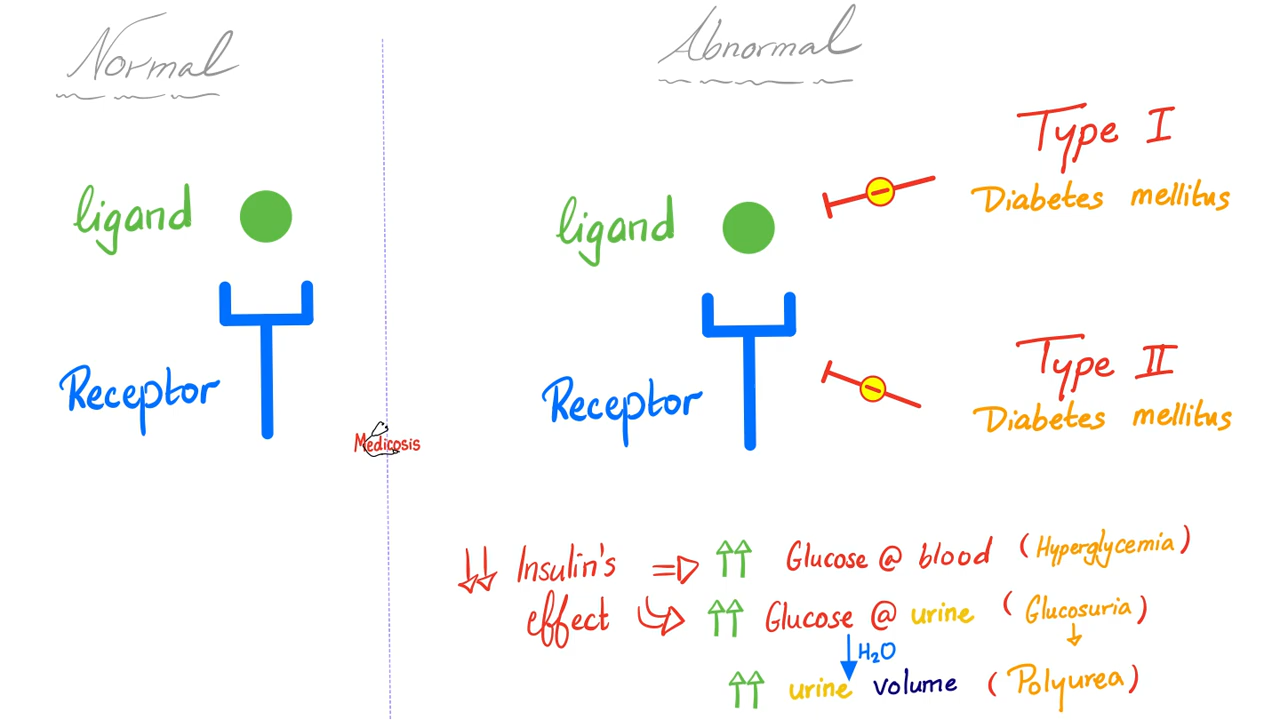 Normal
ligand
Receptor
Medicosis
Abnormal
ligand
Receptor
Type I
Diabetes mellitus
Type II
Diabetes mellitus
↓↓ Insulin's effect ⇒ ↑↑ Glucose @ blood (Hyperglycemia)
↑↑ Glucose @ urine (Glucosuria)
H₂O
↑↑ urine volume (Polyurea)